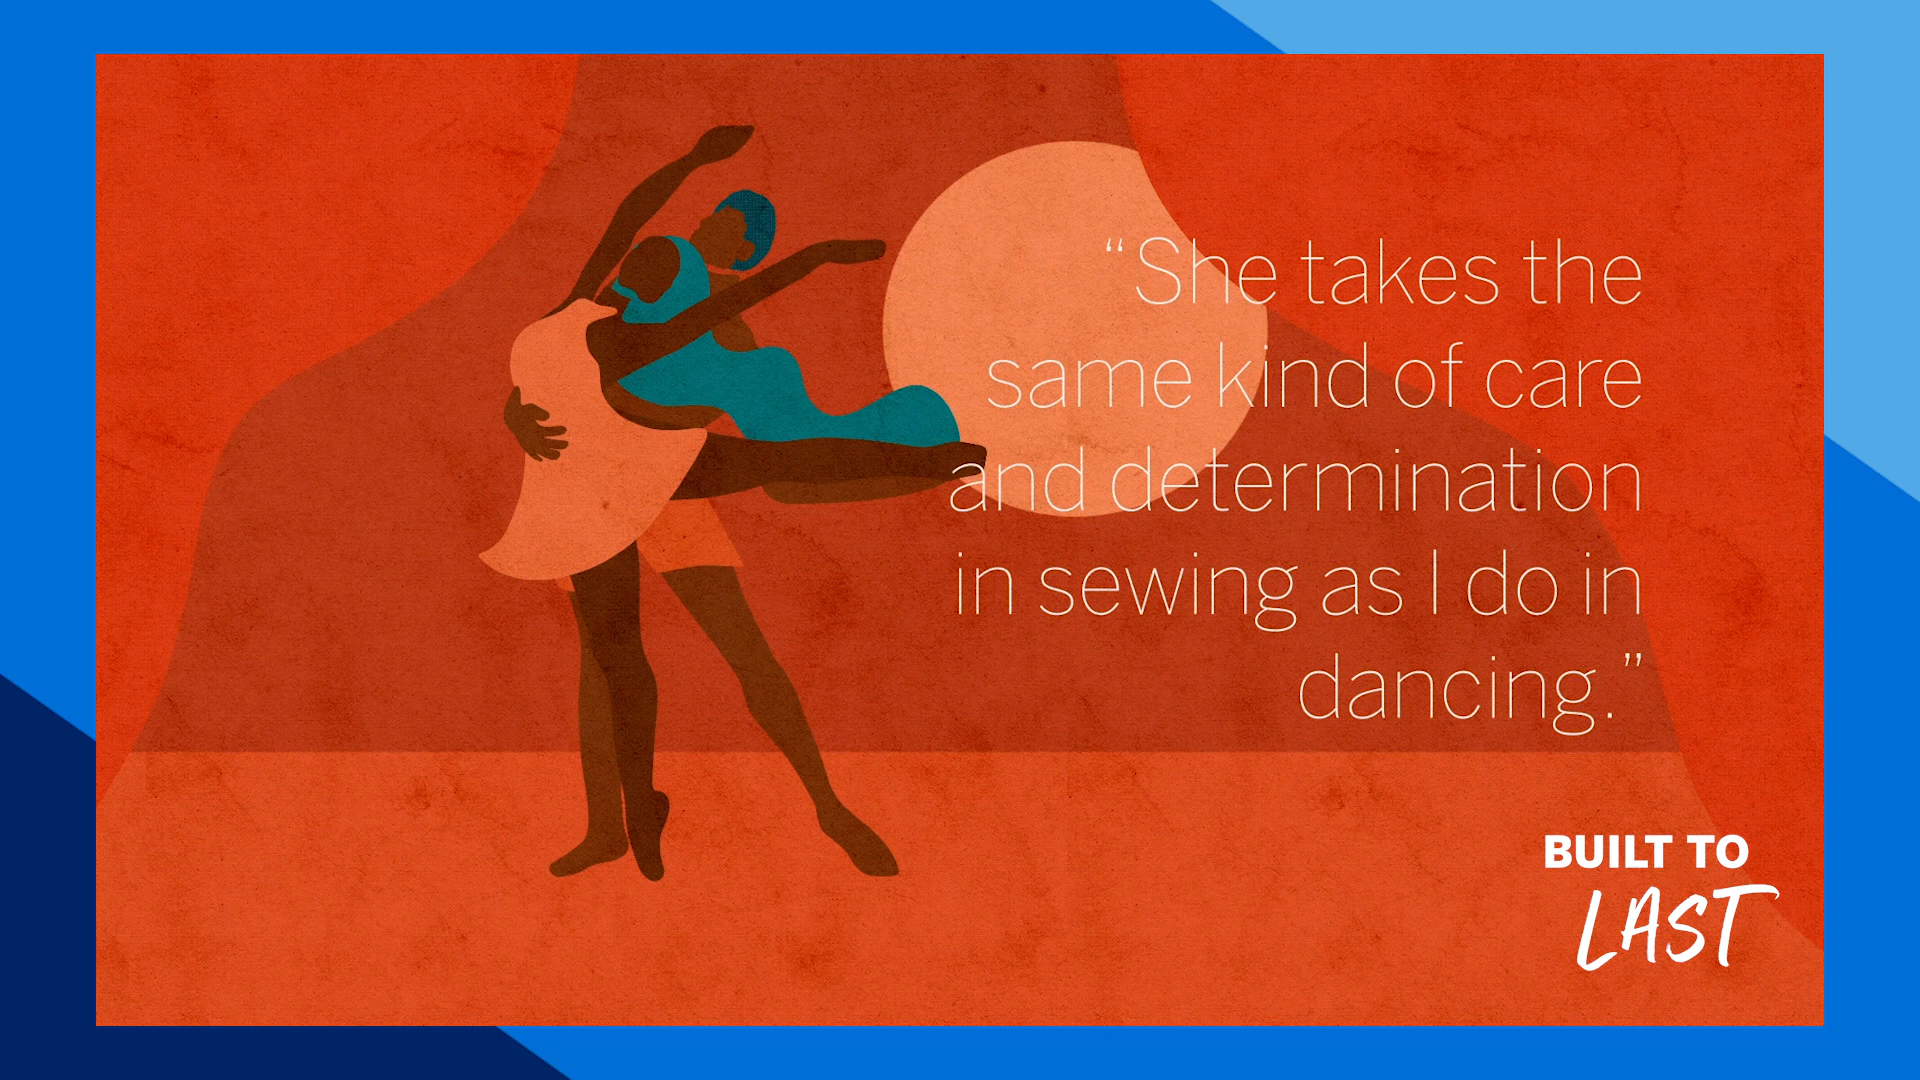 “She takes the
same kind of care
and determination
in sewing as I do in
dancing.”
BUILT TO
LAST